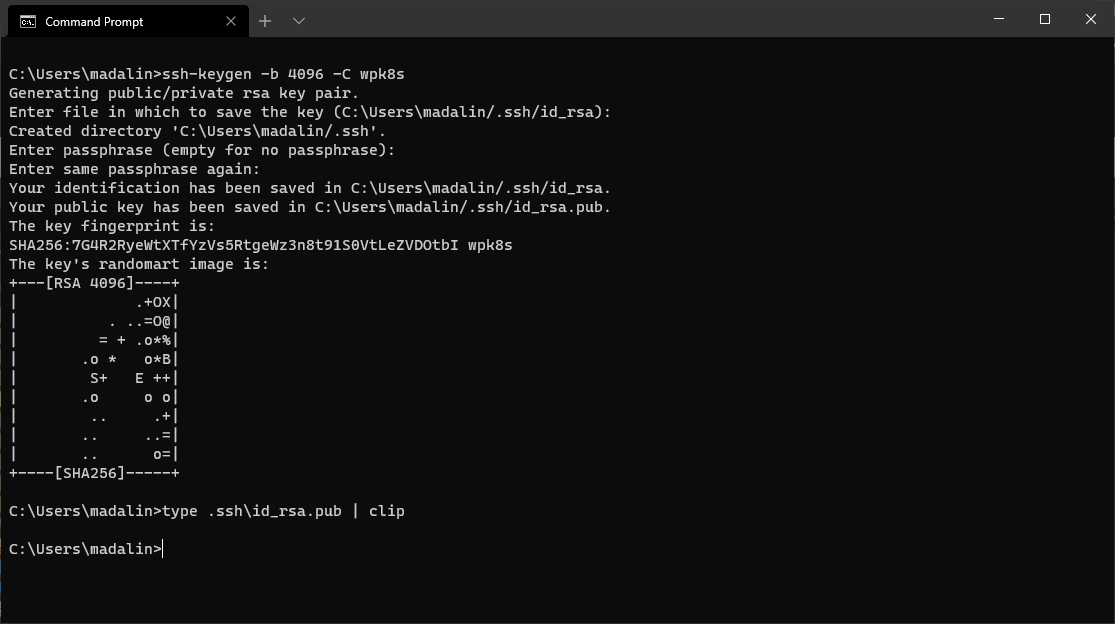 Command Prompt
C:\Users\madalin>ssh-keygen -b 4096 -C wpk8s
Generating public/private rsa key pair.
Enter file in which to save the key (C:\Users\madalin/.ssh/id_rsa):
Created directory 'C:\Users\madalin/.ssh'.
Enter passphrase (empty for no passphrase):
Enter same passphrase again:
Your identification has been saved in C:\Users\madalin/.ssh/id_rsa.
Your public key has been saved in C:\Users\madalin/.ssh/id_rsa.pub.
The key fingerprint is:
SHA256:7G4R2RyeWtXTfYzVs5RtgeWz3n8t91S0VtLeZVDOtbI wpk8s
The key's randomart image is:
+---[RSA 4096]----+
|             .+OX|
|          . ..=O@|
|         = + .o*%|
|       .o *   o*B|
|        S+   E ++|
|       .o     o o|
|        ..     .+|
|       ..     ..=|
|       ..      o=|
+----[SHA256]-----+
C:\Users\madalin>type .ssh\id_rsa.pub | clip
C:\Users\madalin>